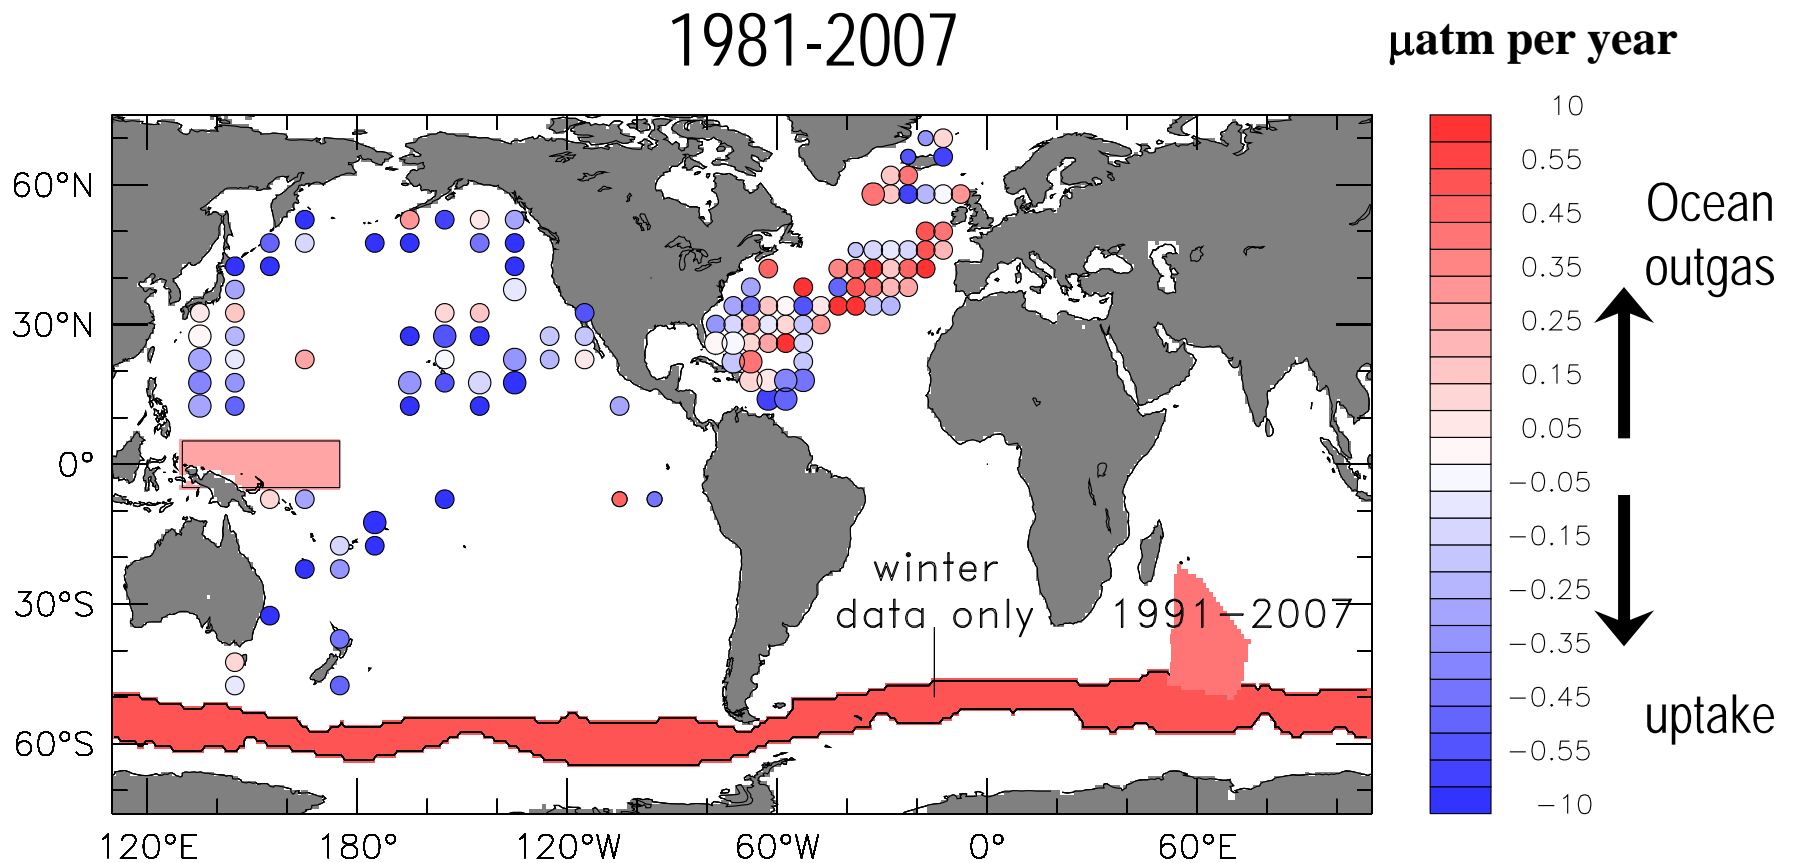 1981-2007
μatm per year
10
0.55
0.45
0.35
0.25
0.15
0.05
-0.05
-0.15
-0.25
-0.35
-0.45
-0.55
-10
Ocean
outgas
uptake
60°N
30°N
0°
30°S
60°S
winter
data only
1991-2007
120°E
180°
120°W
60°W
0°
60°E